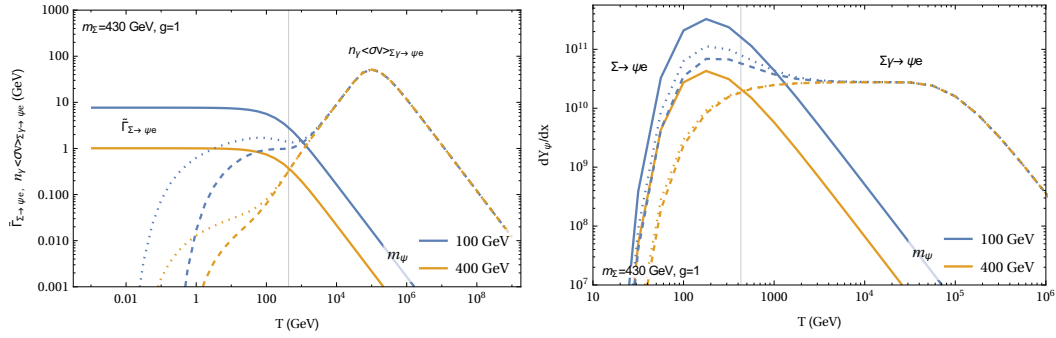 m_Σ=430 GeV, g=1
n_γ<σv>_Σγ→ψe
Γ̃_Σ→ψe
Γ̃_Σ→ψe, n_γ<σv>_Σγ→ψe (GeV)
1000
100
10
1
0.100
0.010
0.001
100 GeV
m_ψ
400 GeV
0.01 1 100 10^4 10^6 10^8
T (GeV)
Σ→ψe
Σγ→ψe
dY_ψ/dx
10^11
10^10
10^9
10^8
10^7
100 GeV
m_ψ
400 GeV
m_Σ=430 GeV, g=1
10 100 1000 10^4 10^5 10^6
T (GeV)